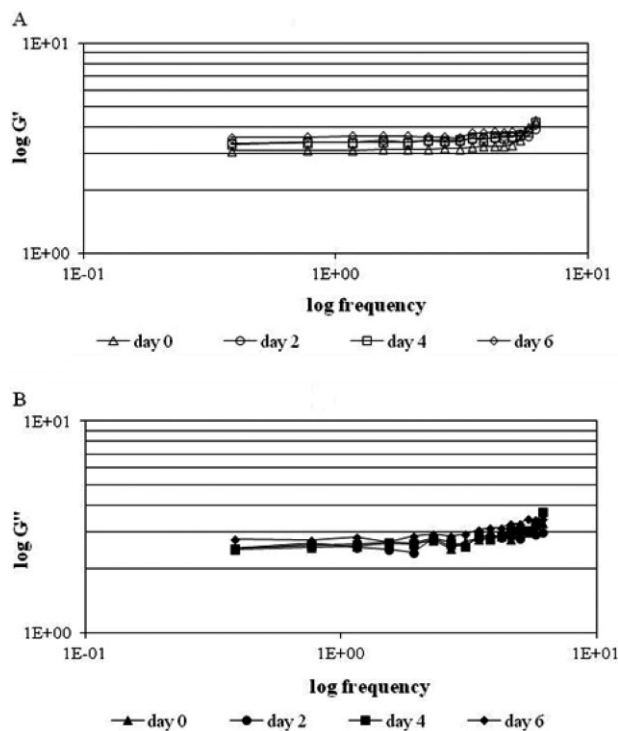 A
1E+01
log G'
1E+00
1E-01 1E+00 1E+01
log frequency
day 0 day 2 day 4 day 6
B
1E+01
log G''
1E+00
1E-01 1E+00 1E+01
log frequency
day 0 day 2 day 4 day 6